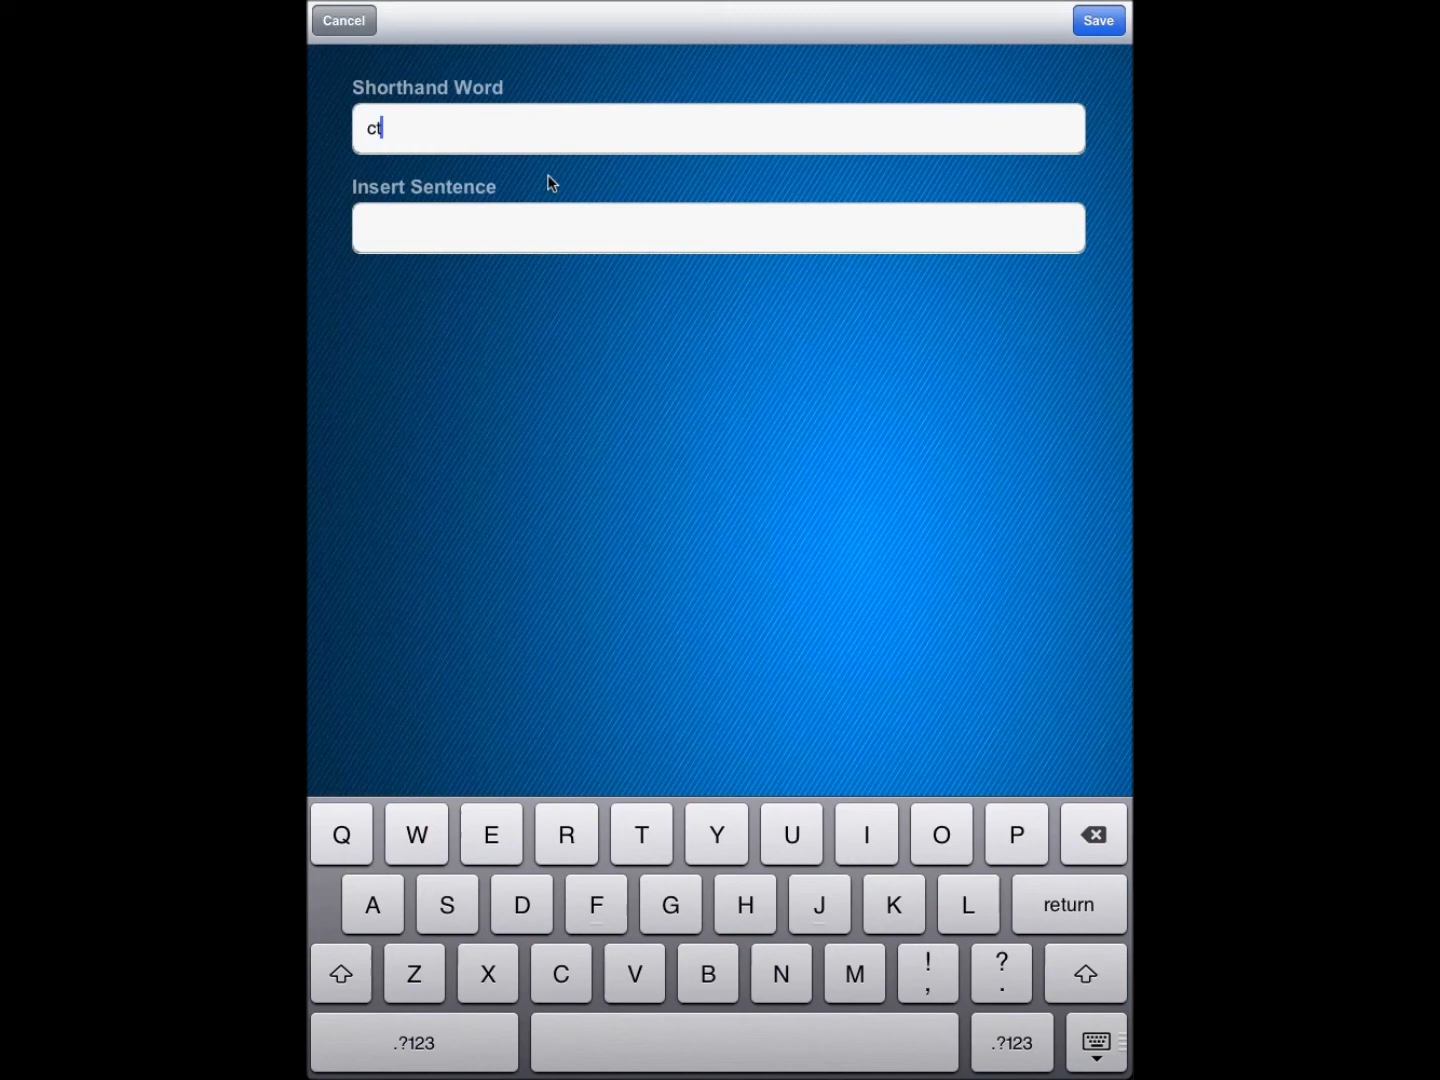 Cancel Save
Shorthand Word
ct
Insert Sentence
Q W E R T Y U I O P
A S D F G H J K L return
Z X C V B N M ! , ? .
.?123 .?123